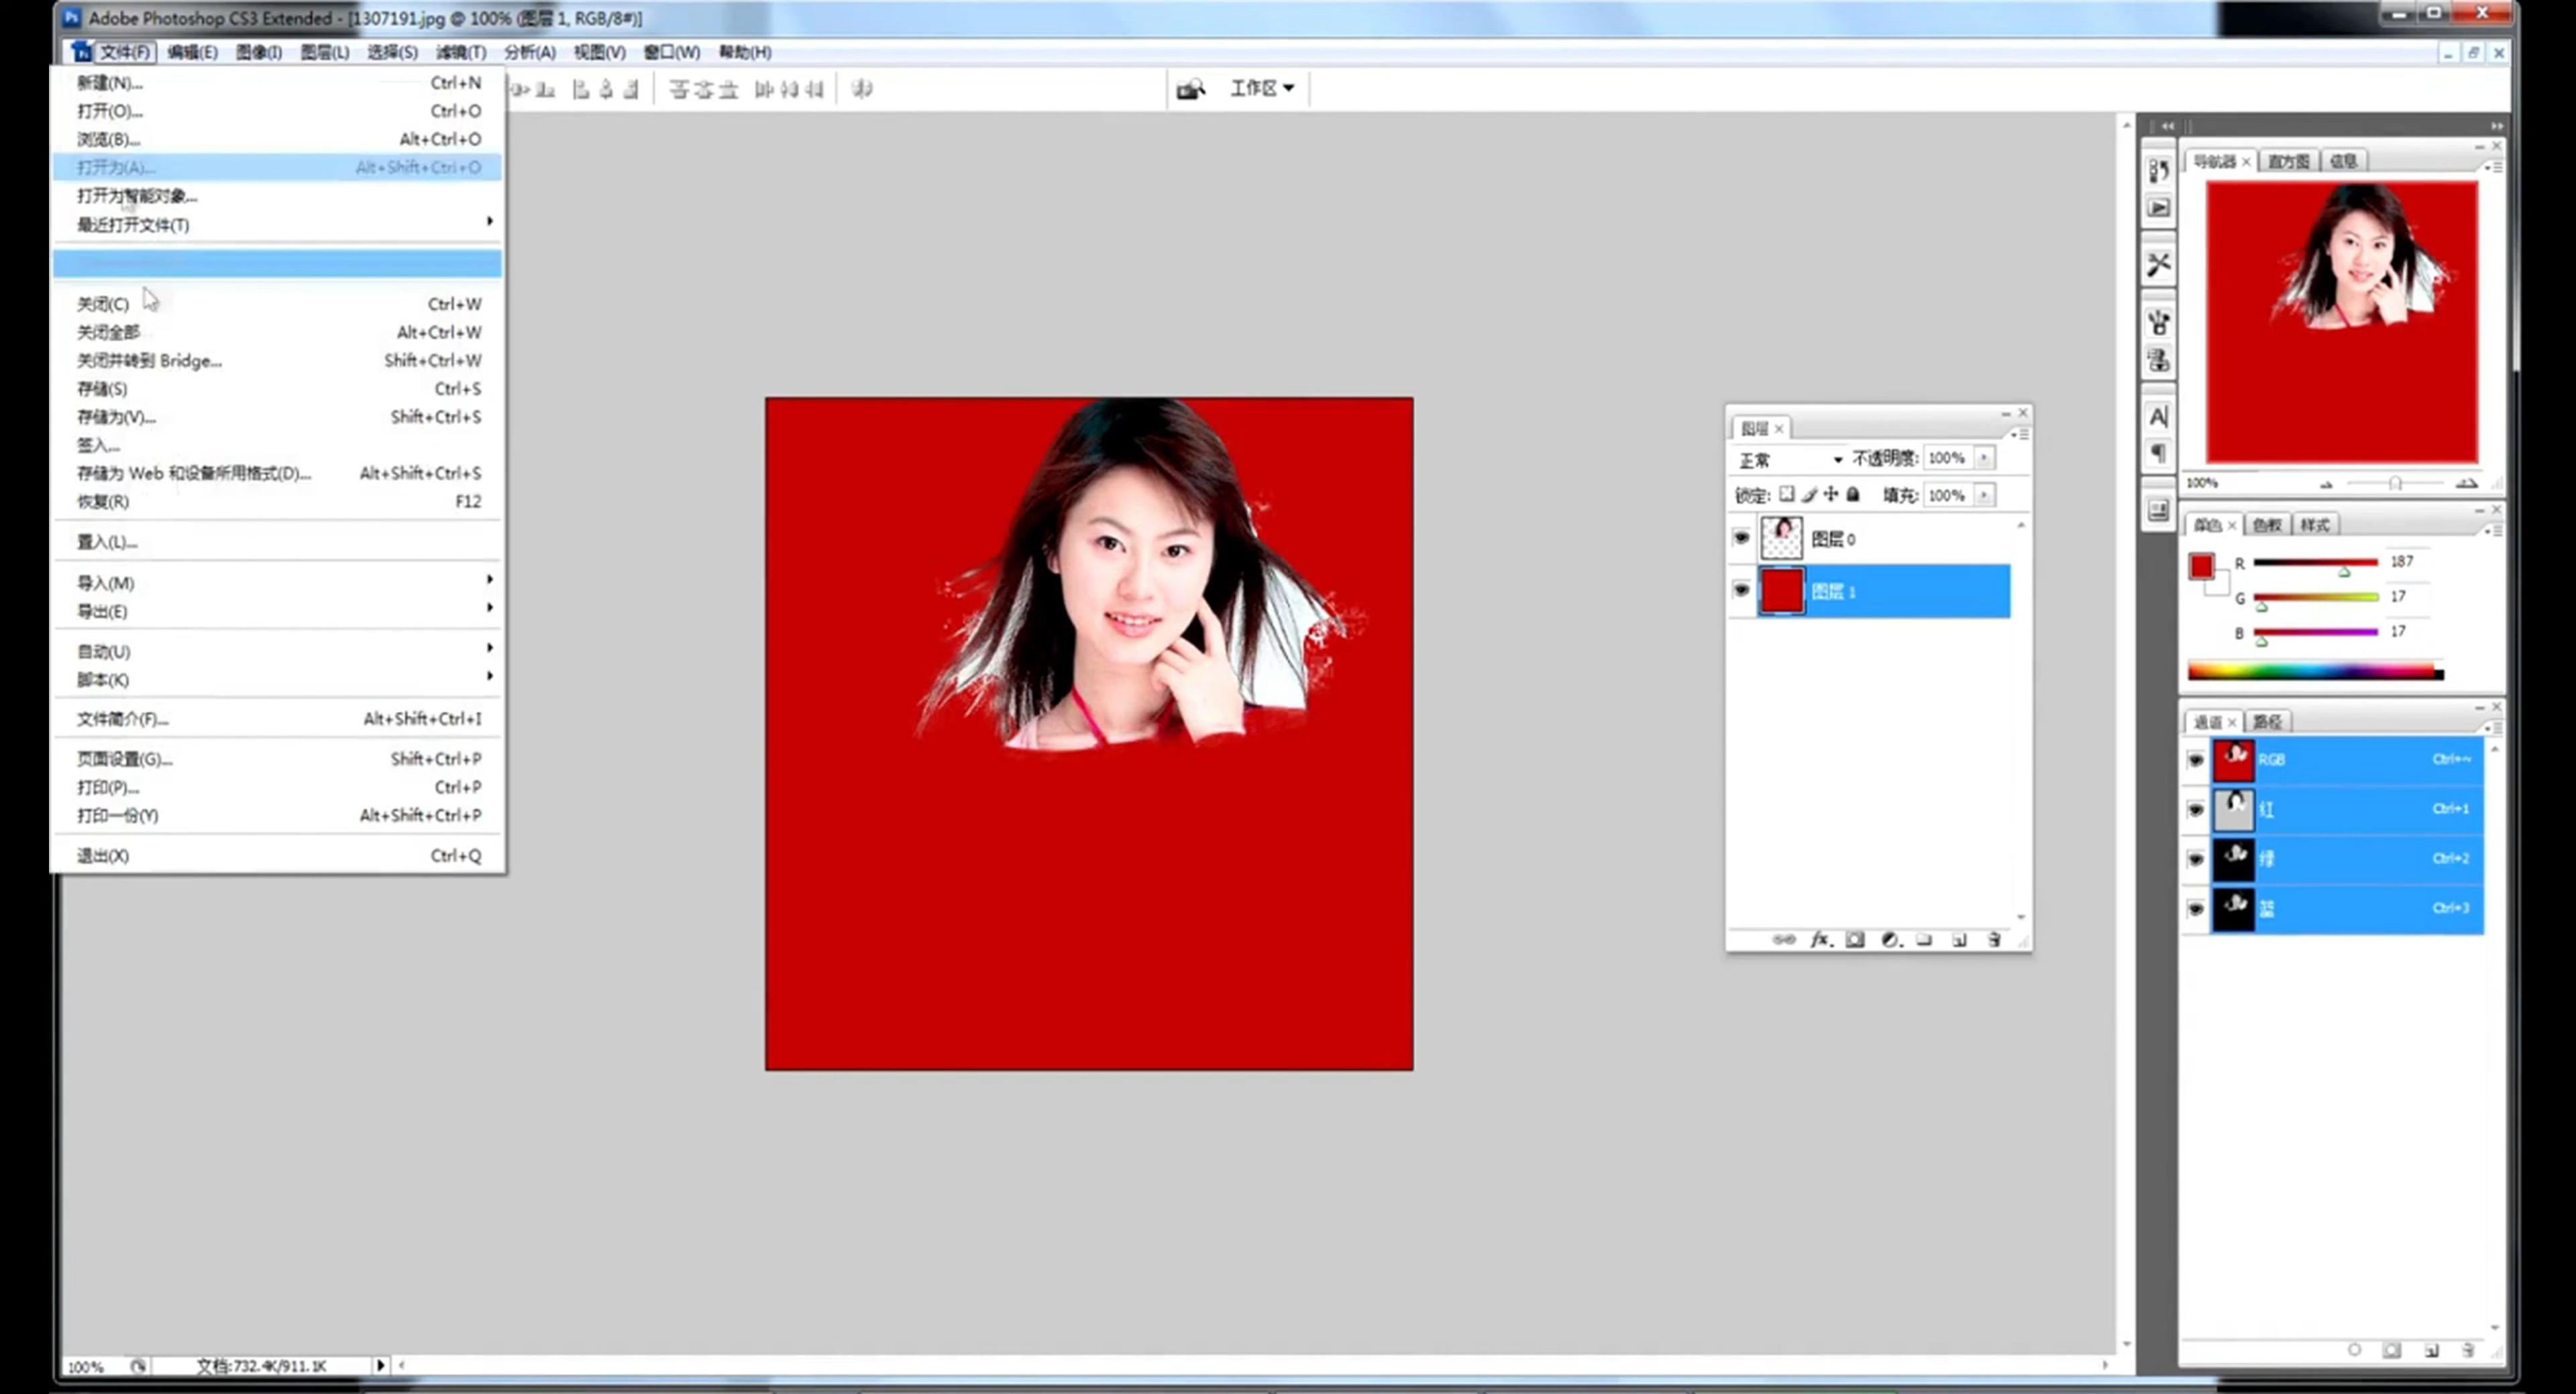 Adobe Photoshop CS3 Extended - [1307191.jpg @ 100% (图层 1, RGB/8#)]
文件(F) 编辑(E) 图像(I) 图层(L) 选择(S) 滤镜(T) 分析(A) 视图(V) 窗口(W) 帮助(H)
新建(N)... Ctrl+N
打开(O)... Ctrl+O
浏览(B)... Alt+Ctrl+O
打开为(A)... Alt+Shift+Ctrl+O
打开为智能对象...
最近打开文件(T)
关闭(C) Ctrl+W
关闭全部 Alt+Ctrl+W
关闭并转到 Bridge... Shift+Ctrl+W
存储(S) Ctrl+S
存储为(V)... Shift+Ctrl+S
签入...
存储为 Web 和设备所用格式(D)... Alt+Shift+Ctrl+S
恢复(R) F12
置入(L)...
导入(M)
导出(E)
自动(U)
脚本(K)
文件简介(F)... Alt+Shift+Ctrl+I
页面设置(G)... Shift+Ctrl+P
打印(P)... Ctrl+P
打印一份(Y) Alt+Shift+Ctrl+P
退出(X) Ctrl+Q
工作区
图层
正常 不透明度: 100%
锁定: 填充: 100%
图层 0
图层 1
导航器 直方图 信息
100%
颜色 色板 样式
R 187
G 17
B 17
通道 路径
RGB Ctrl+~
红 Ctrl+1
绿 Ctrl+2
蓝 Ctrl+3
100% 文档:732.4K/911.1K